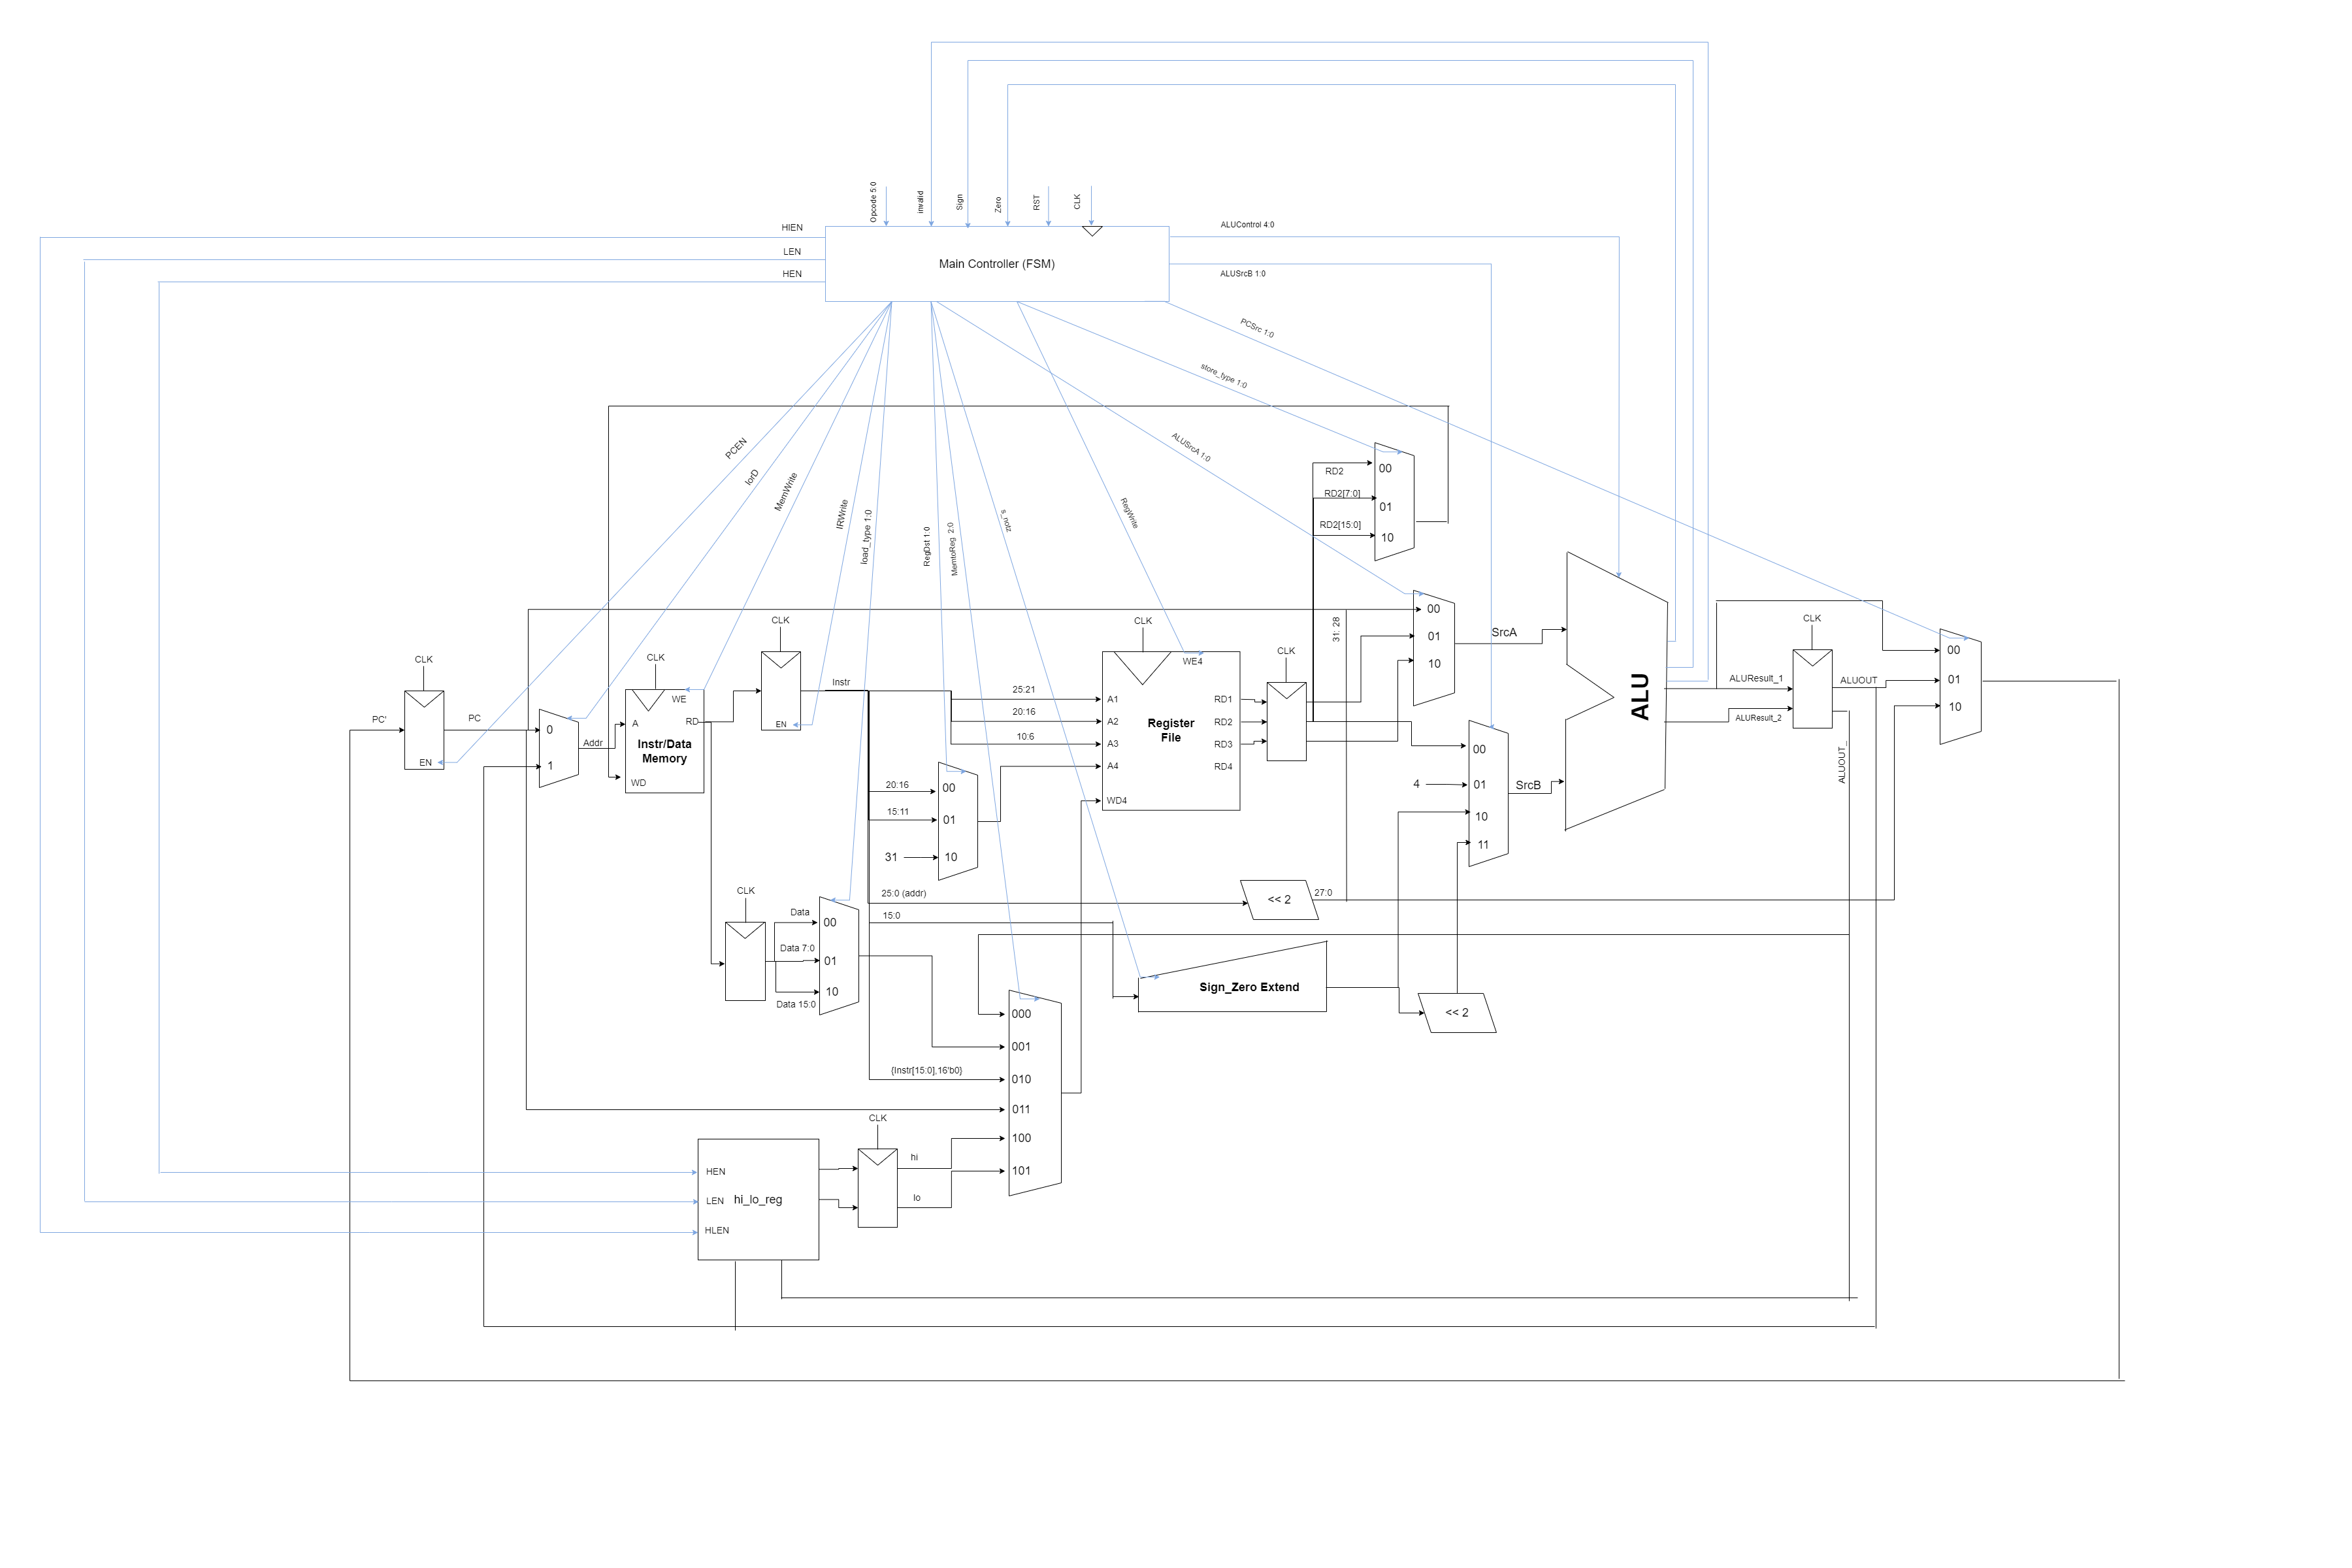 Opcode 5:0
invalid
Sign
Zero
RST
CLK
HIEN
LEN
HEN
Main Controller (FSM)
ALUControl 4:0
ALUSrcB 1:0
PCSrc 1:0
store_type 1:0
ALUSrcA 1:0
PCEN
IorD
MemWrite
IRWrite
load_type 1:0
RegDst 1:0
MemtoReg 2:0
s_notz
RegWrite
RD2
00
RD2[7:0]
01
RD2[15:0]
10
CLK
PC'
EN
PC
0
1
Addr
CLK
WE
A
RD
Instr/Data
Memory
WD
CLK
EN
Instr
25:21
20:16
10:6
CLK
WE4
A1
A2
A3
A4
WD4
Register
File
RD1
RD2
RD3
RD4
CLK
31: 28
00
01
10
SrcA
00
4
01
10
11
SrcB
ALU
ALUResult_1
ALUResult_2
CLK
ALUOUT
ALUOUT_
00
01
10
20:16
00
15:11
01
31
10
25:0 (addr)
<< 2
27:0
15:0
CLK
Data
00
Data 7:0
01
10
Data 15:0
Sign_Zero Extend
<< 2
000
001
{Instr[15:0],16'b0}
010
011
100
101
CLK
hi
lo
HEN
LEN
hi_lo_reg
HLEN